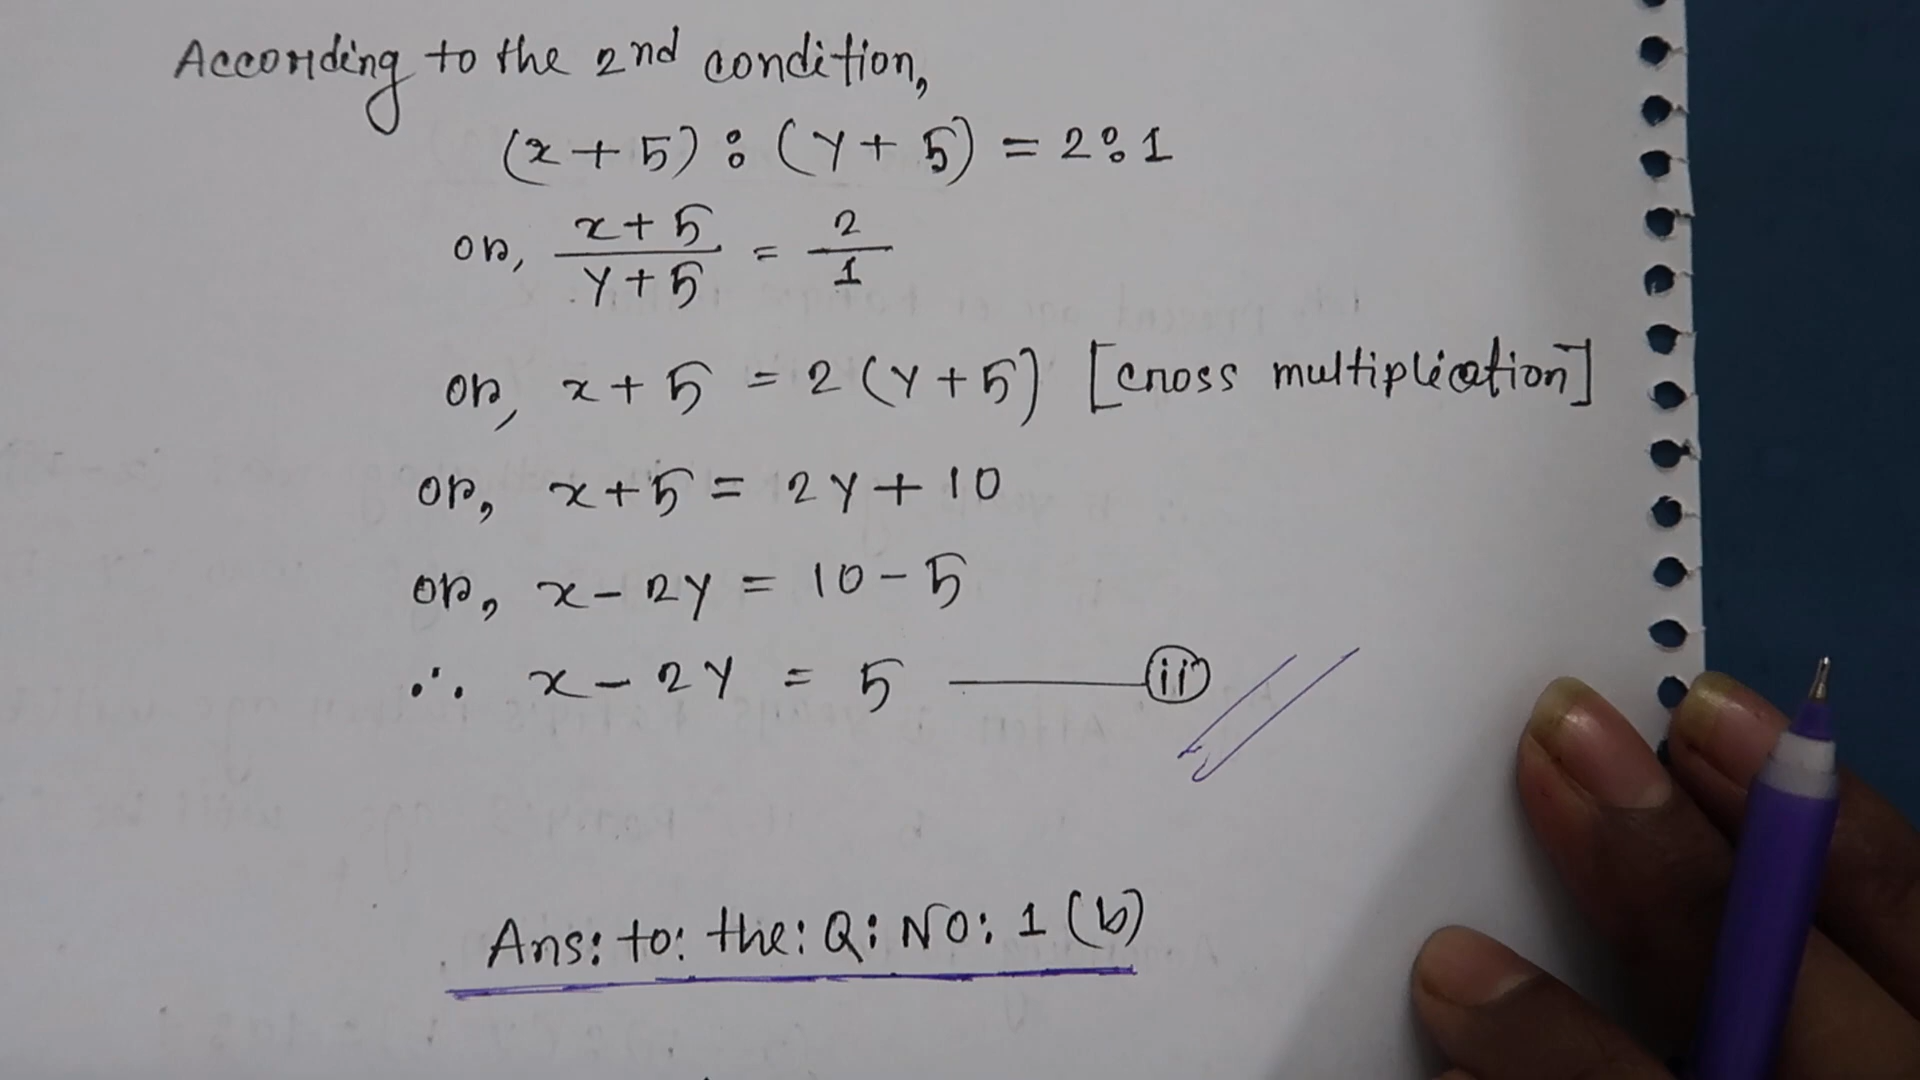 According to the 2nd condition,
(x + 5) : (y + 5) = 2:1
or, x+5/y+5 = 2/1
or, x + 5 = 2 (y + 5) [cross multiplication]
or, x+5 = 2y + 10
or, x - 2y = 10 - 5
∴ x - 2y = 5 —— ii
Ans: to: the: Q: NO: 1 (b)